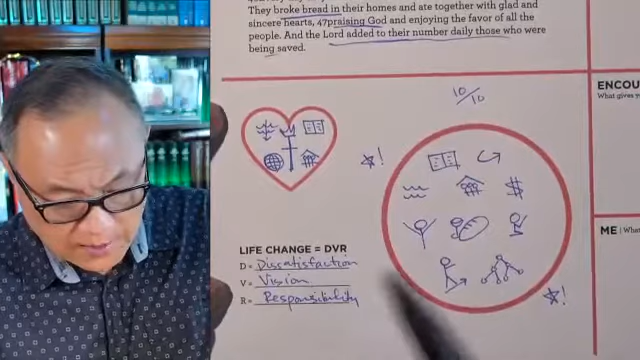 They broke bread in their homes and ate together with glad and
sincere hearts, 47praising God and enjoying the favor of all the
people. And the Lord added to their number daily those who were
being saved.
10/10
ENCOU
What gives y
!
$
LIFE CHANGE = DVR
D = Dissatisfaction
V = Vision
R = Responsibility
ME : What
!